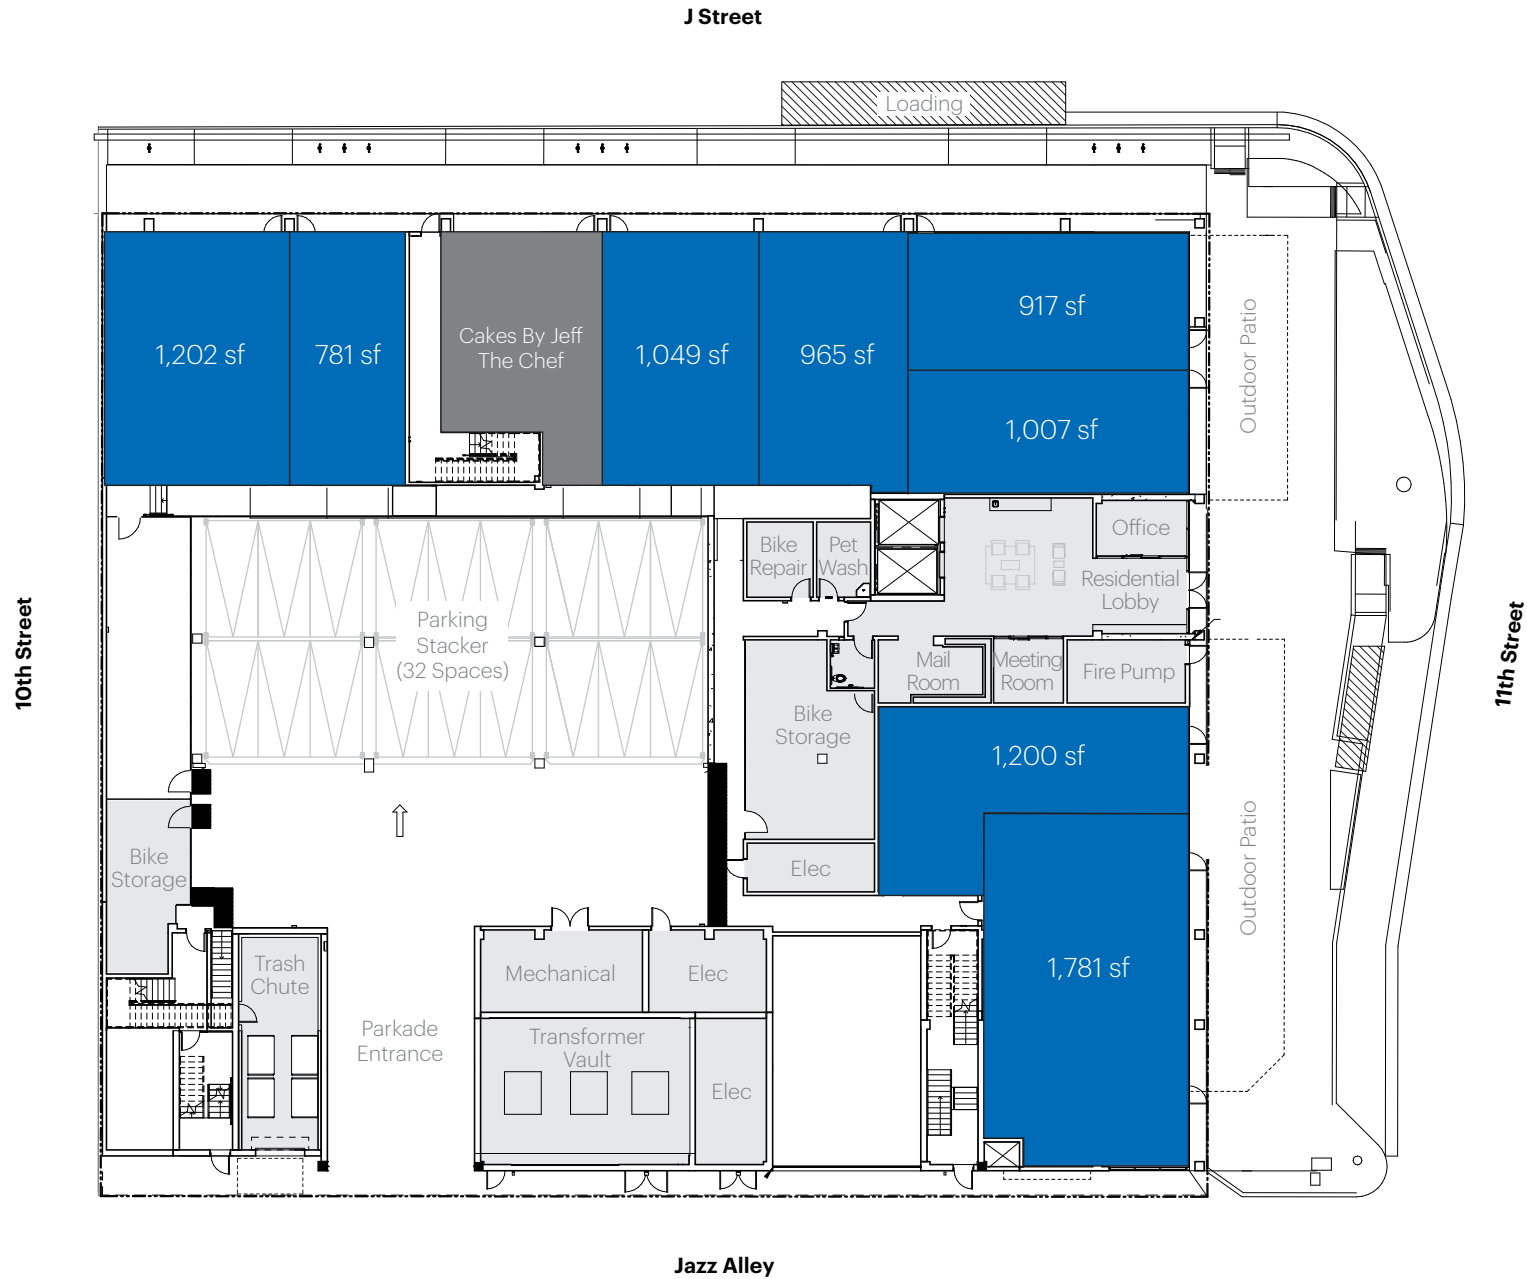 J Street
Loading
1,202 sf
781 sf
Cakes By Jeff
The Chef
1,049 sf
965 sf
917 sf
1,007 sf
Outdoor Patio
Bike
Repair
Pet
Wash
Office
Residential
Lobby
Parking
Stacker
(32 Spaces)
10th Street
11th Street
Mail
Room
Meeting
Room
Fire Pump
Bike
Storage
1,200 sf
Outdoor Patio
Bike
Storage
Elec
Trash
Chute
Mechanical
Elec
1,781 sf
Parkade
Entrance
Transformer
Vault
Elec
Jazz Alley